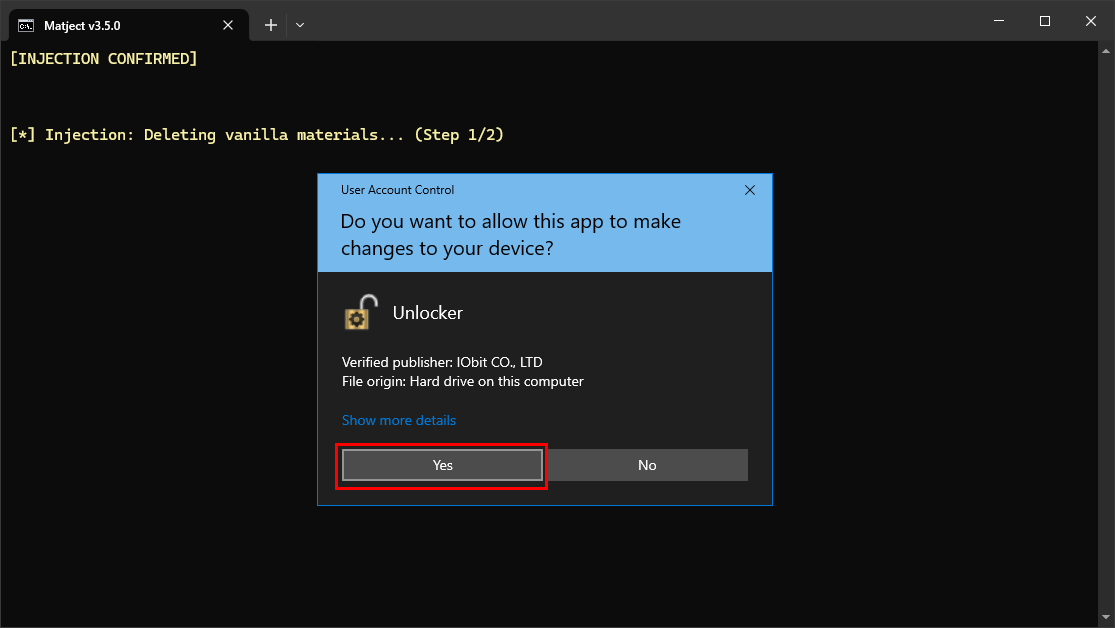 Matject v3.5.0
[INJECTION CONFIRMED]
[*] Injection: Deleting vanilla materials... (Step 1/2)
User Account Control
Do you want to allow this app to make
changes to your device?
Unlocker
Verified publisher: IObit CO., LTD
File origin: Hard drive on this computer
Show more details
Yes
No